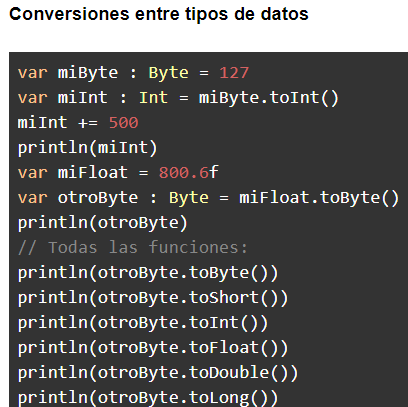 Conversiones entre tipos de datos
var miByte : Byte = 127
var miInt : Int = miByte.toInt()
miInt += 500
println(miInt)
var miFloat = 800.6f
var otroByte : Byte = miFloat.toByte()
println(otroByte)
// Todas las funciones:
println(otroByte.toByte())
println(otroByte.toShort())
println(otroByte.toInt())
println(otroByte.toFloat())
println(otroByte.toDouble())
println(otroByte.toLong())